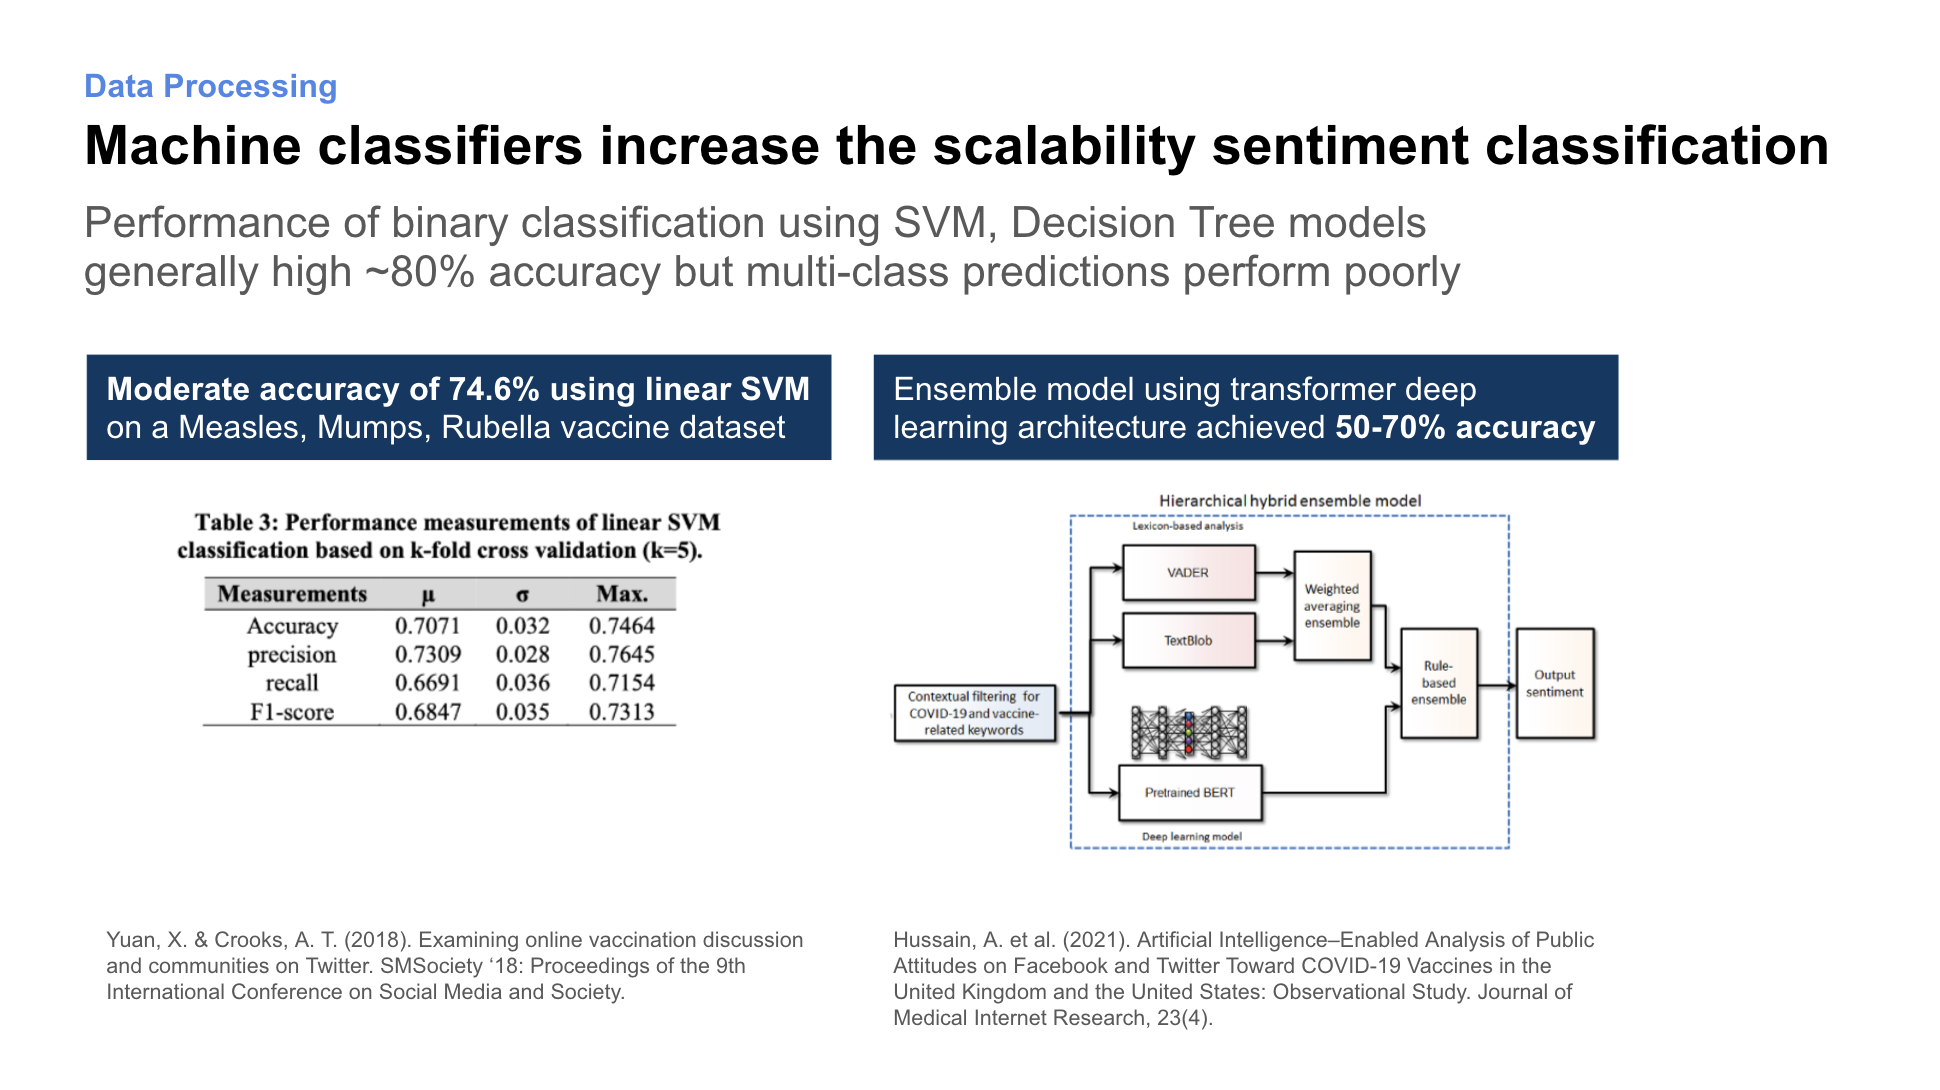 Data Processing
Machine classifiers increase the scalability sentiment classification
Performance of binary classification using SVM, Decision Tree models
generally high ~80% accuracy but multi-class predictions perform poorly
Moderate accuracy of 74.6% using linear SVM
on a Measles, Mumps, Rubella vaccine dataset
Table 3: Performance measurements of linear SVM
classification based on k-fold cross validation (k=5).
Measurements μ σ Max.
Accuracy 0.7071 0.032 0.7464
precision 0.7309 0.028 0.7645
recall 0.6691 0.036 0.7154
F1-score 0.6847 0.035 0.7313
Yuan, X. & Crooks, A. T. (2018). Examining online vaccination discussion
and communities on Twitter. SMSociety ‘18: Proceedings of the 9th
International Conference on Social Media and Society.
Ensemble model using transformer deep
learning architecture achieved 50-70% accuracy
Hierarchical hybrid ensemble model
Lexicon-based analysis
VADER
TextBlob
Weighted
averaging
ensemble
Contextual filtering for
COVID-19 and vaccine-
related keywords
Pretrained BERT
Deep learning model
Rule-
based
ensemble
Output
sentiment
Hussain, A. et al. (2021). Artificial Intelligence–Enabled Analysis of Public
Attitudes on Facebook and Twitter Toward COVID-19 Vaccines in the
United Kingdom and the United States: Observational Study. Journal of
Medical Internet Research, 23(4).